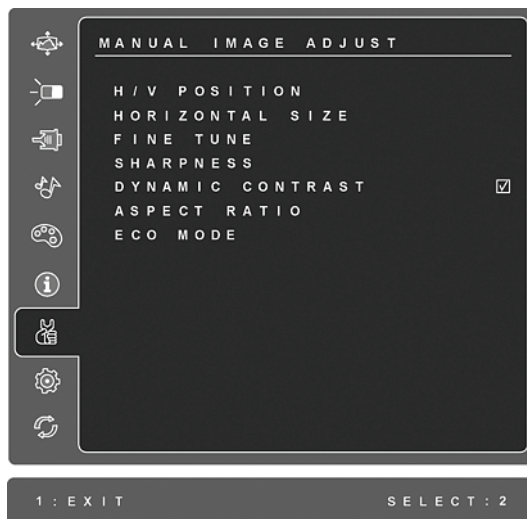 MANUAL IMAGE ADJUST
H/V POSITION
HORIZONTAL SIZE
FINE TUNE
SHARPNESS
DYNAMIC CONTRAST
ASPECT RATIO
ECO MODE
1:EXIT SELECT:2